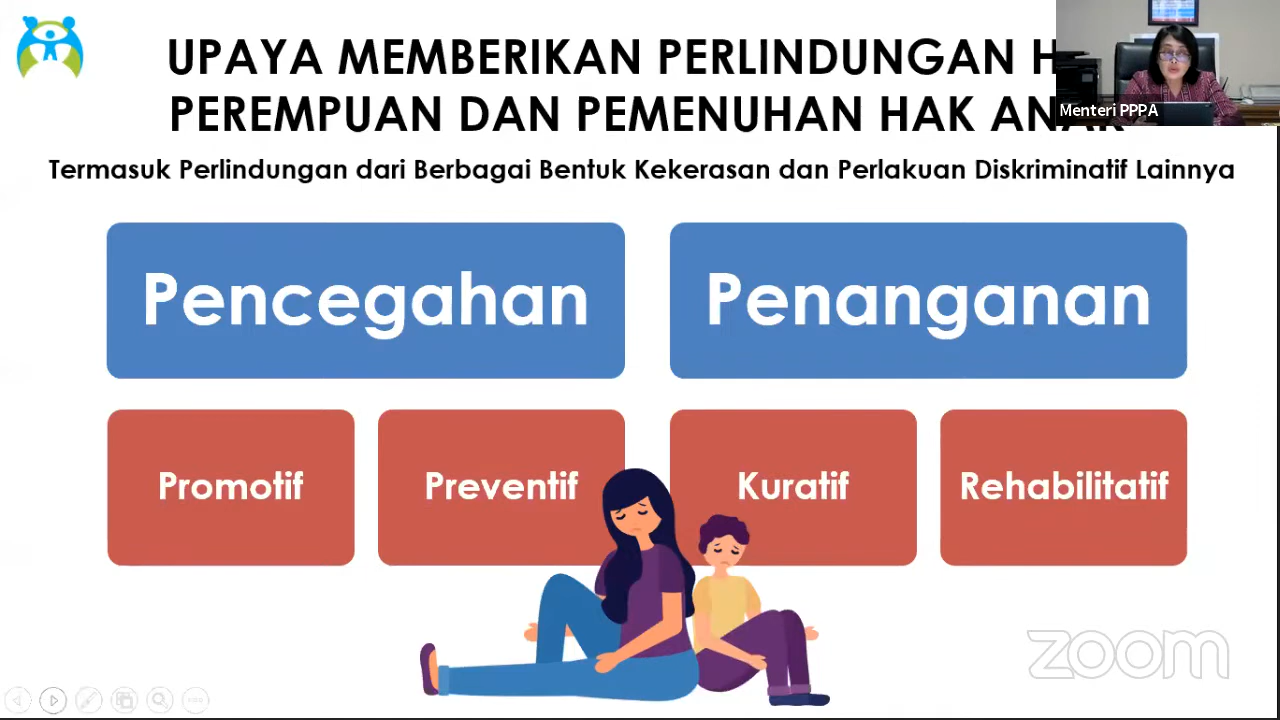 UPAYA MEMBERIKAN PERLINDUNGAN
PEREMPUAN DAN PEMENUHAN HAK ANAK
Menteri PPPA
Termasuk Perlindungan dari Berbagai Bentuk Kekerasan dan Perlakuan Diskriminatif Lainnya
Pencegahan
Penanganan
Promotif
Preventif
Kuratif
Rehabilitatif
zoom